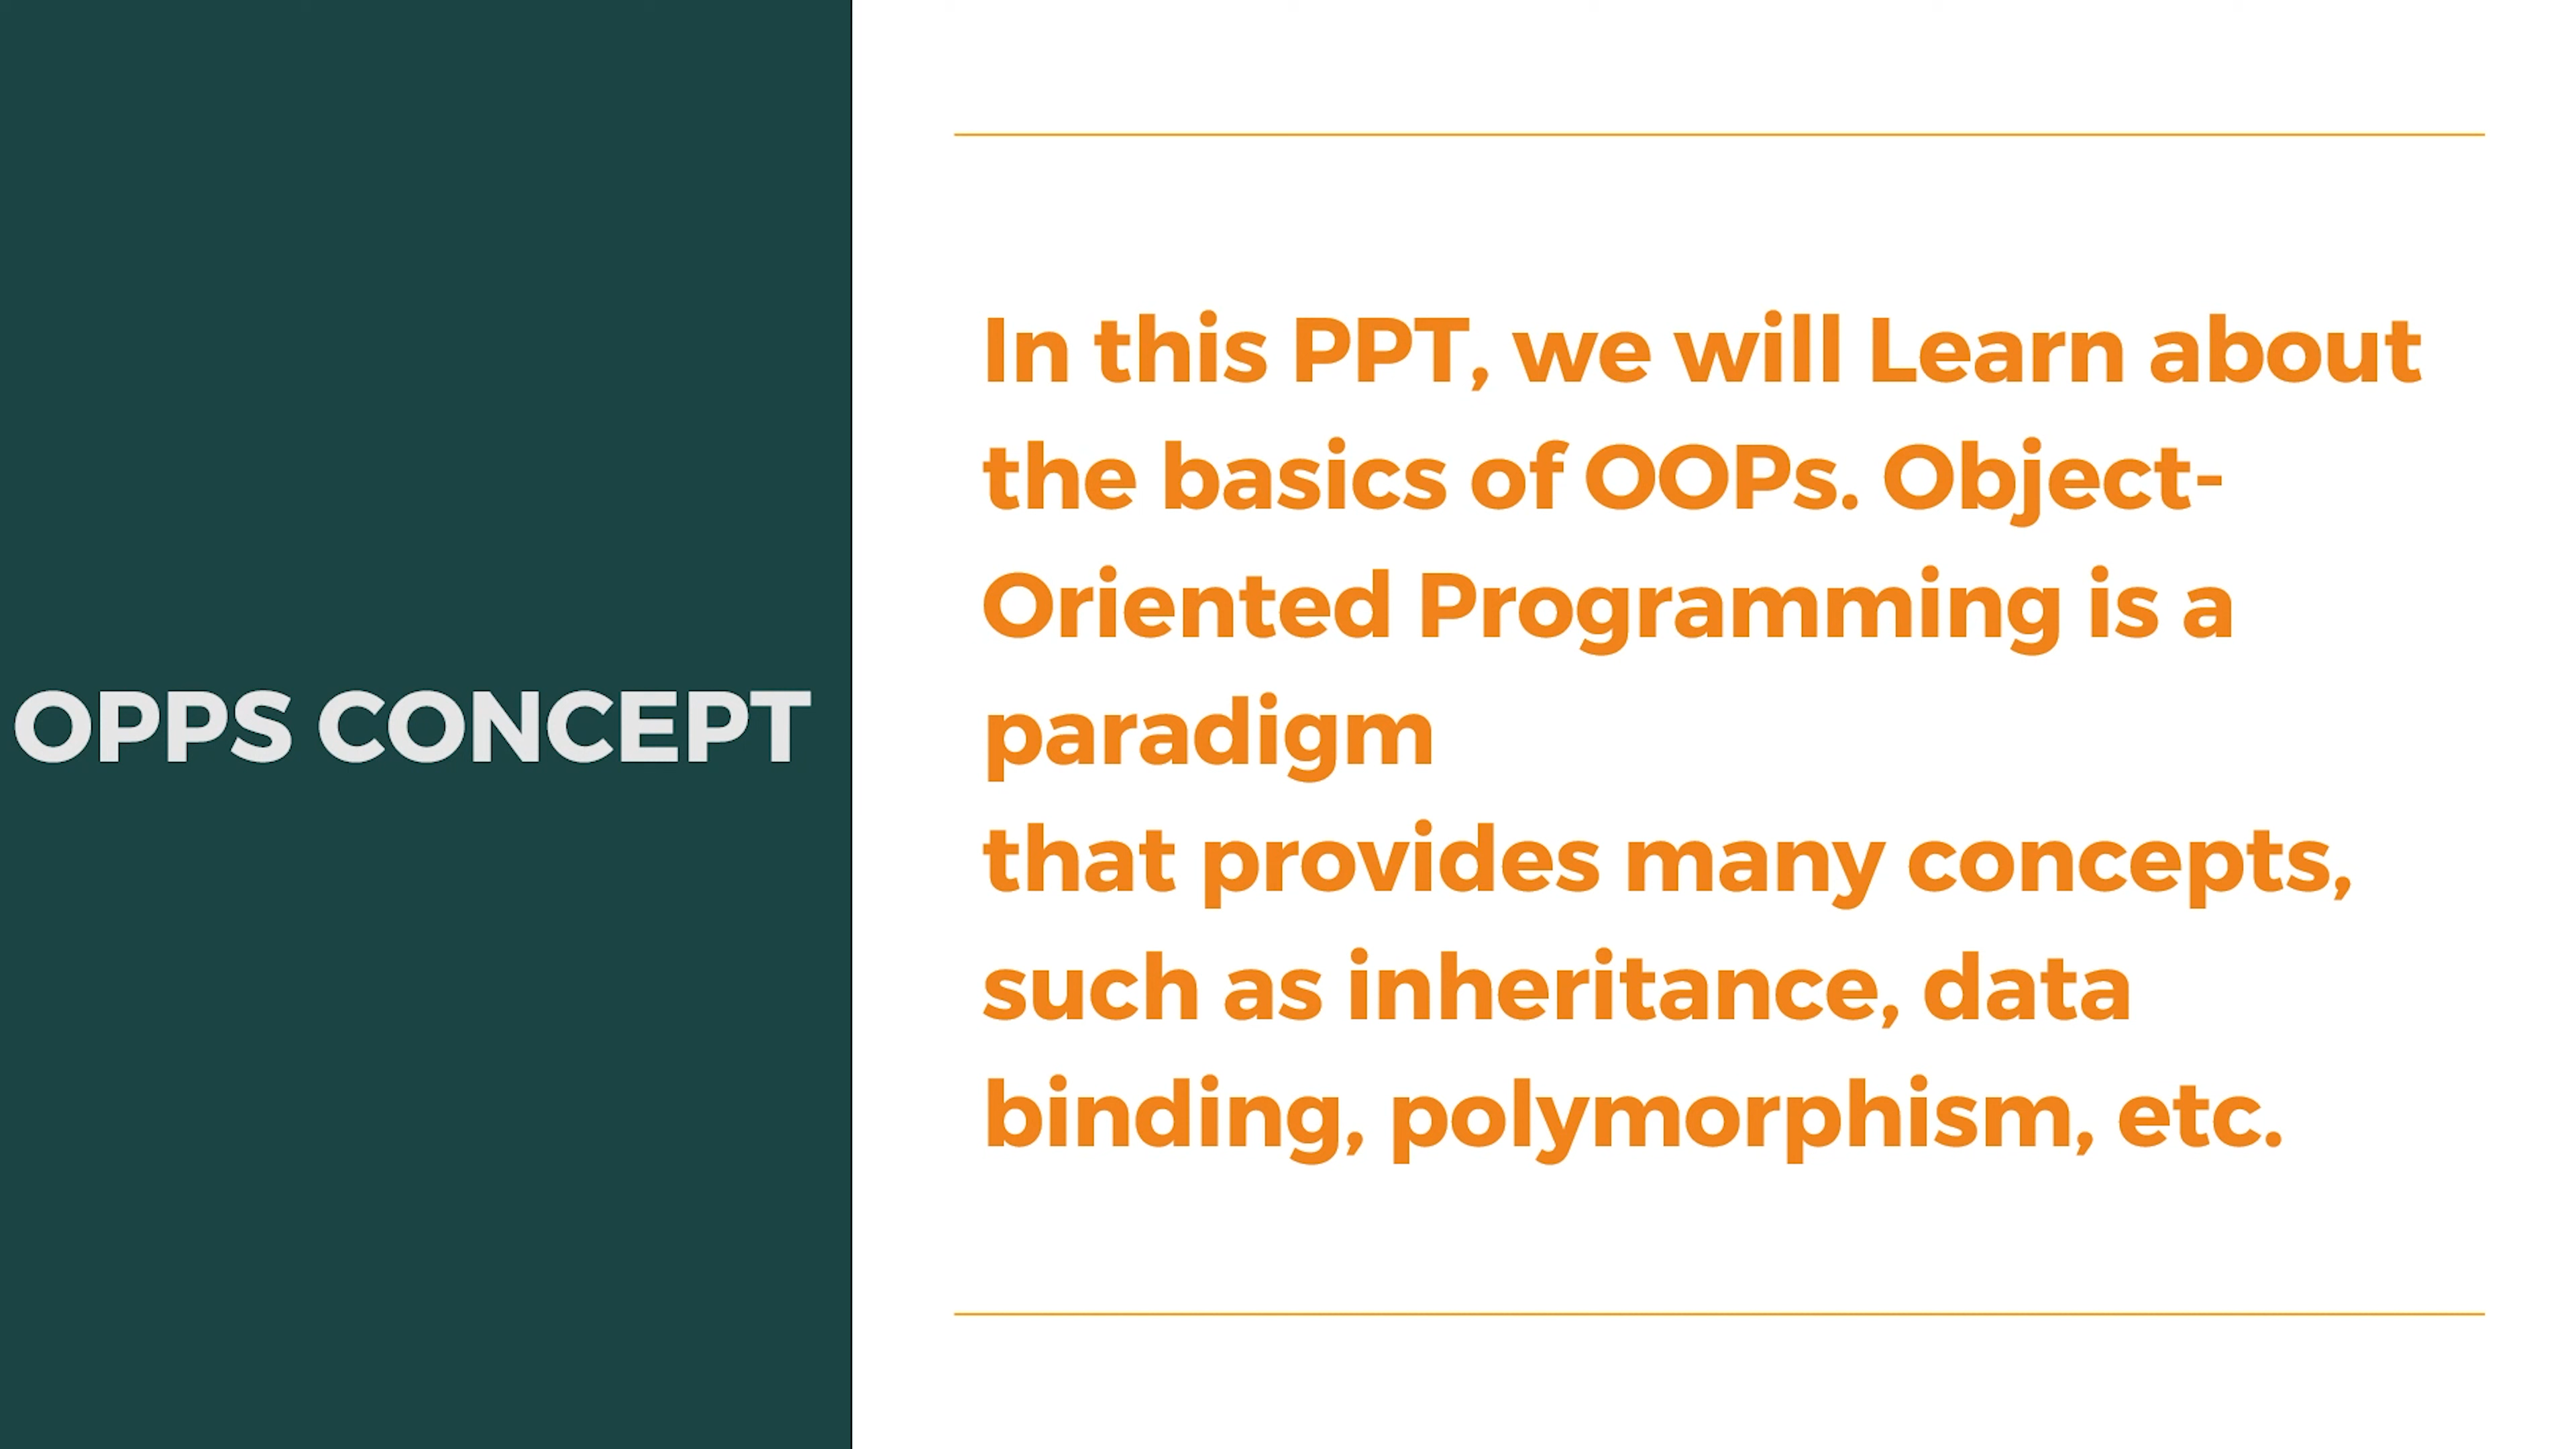 OPPS CONCEPT
In this PPT, we will Learn about
the basics of OOPs. Object-
Oriented Programming is a
paradigm
that provides many concepts,
such as inheritance, data
binding, polymorphism, etc.